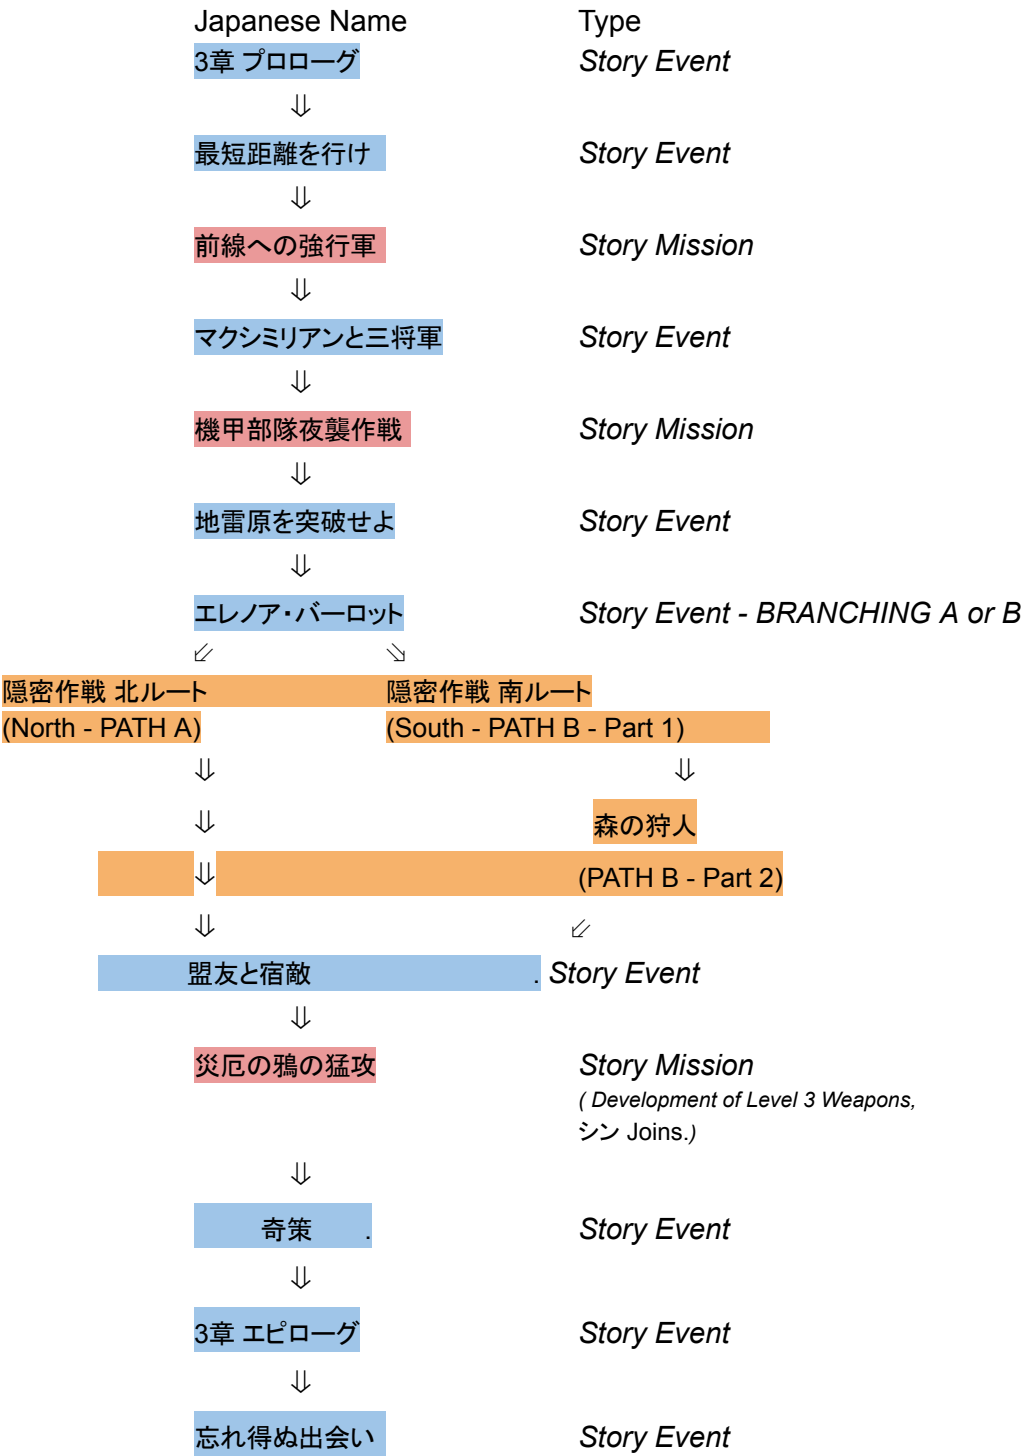 Japanese Name Type
3章 プロローグ Story Event
⇓
最短距離を行け Story Event
⇓
前線への強行軍 Story Mission
⇓
マクシミリアンと三将軍 Story Event
⇓
機甲部隊夜襲作戦 Story Mission
⇓
地雷原を突破せよ Story Event
⇓
エレノア・バーロット Story Event - BRANCHING A or B
⇙ ⇘
隠密作戦 北ルート 隠密作戦 南ルート
(North - PATH A) (South - PATH B - Part 1)
⇓ ⇓
⇓ 森の狩人
⇓ (PATH B - Part 2)
⇓ ⇙
盟友と宿敵 . Story Event
⇓
災厄の鴉の猛攻 Story Mission
( Development of Level 3 Weapons,
シン Joins.)
⇓
奇策 . Story Event
⇓
3章 エピローグ Story Event
⇓
忘れ得ぬ出会い Story Event